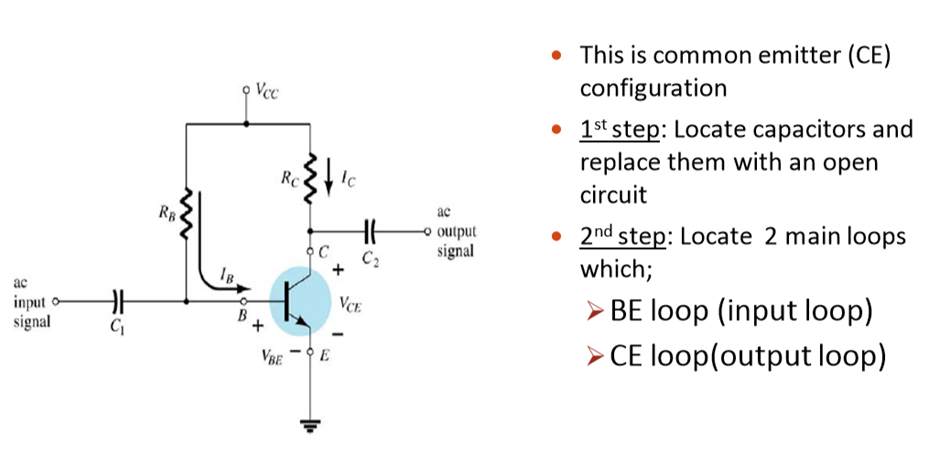 V_CC
R_C
I_C
R_B
ac
output
signal
C
C_2
+
I_B
ac
input
signal
C_1
B
+
V_CE
−
V_BE
−
E
• This is common emitter (CE)
configuration
• 1st step: Locate capacitors and
replace them with an open
circuit
• 2nd step: Locate 2 main loops
which;
➢ BE loop (input loop)
➢ CE loop(output loop)